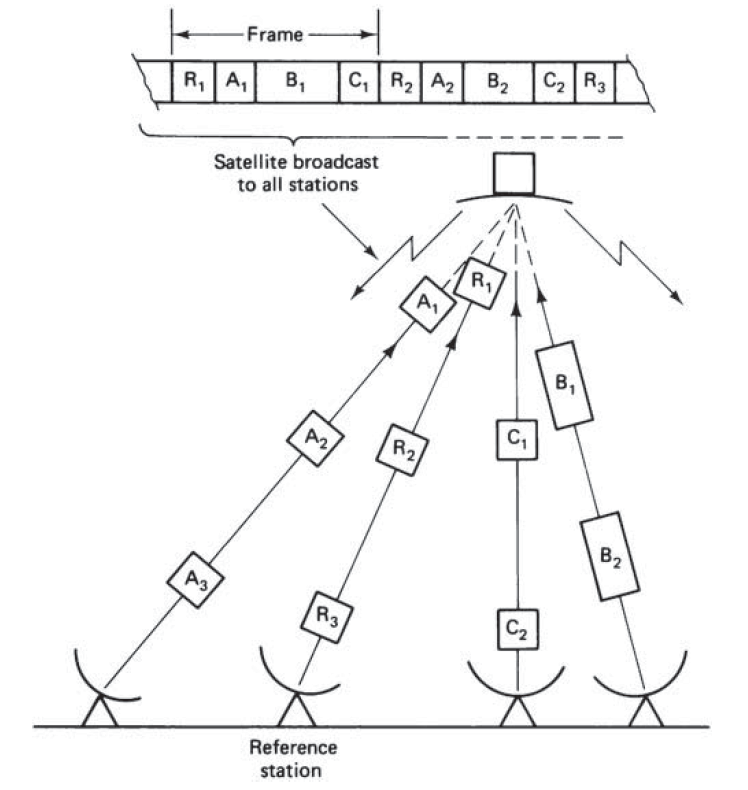 Frame
R1 A1 B1 C1 R2 A2 B2 C2 R3
Satellite broadcast
to all stations
R1
A1
B1
A2
R2
C1
B2
A3
R3
C2
Reference
station